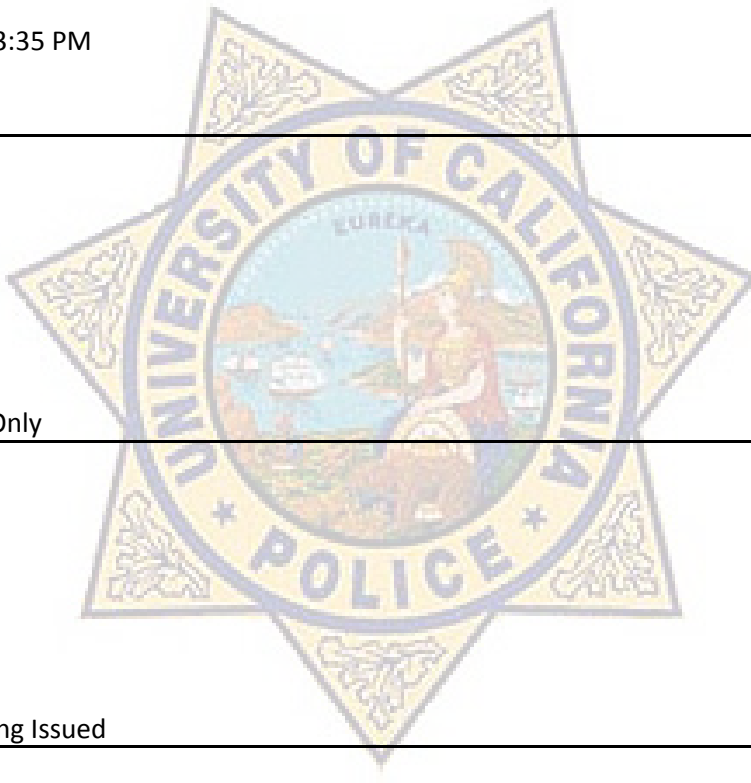 3:35 PM
UNIVERSITY OF CALIFORNIA
EUREKA
Only
★ POLICE ★
ng Issued